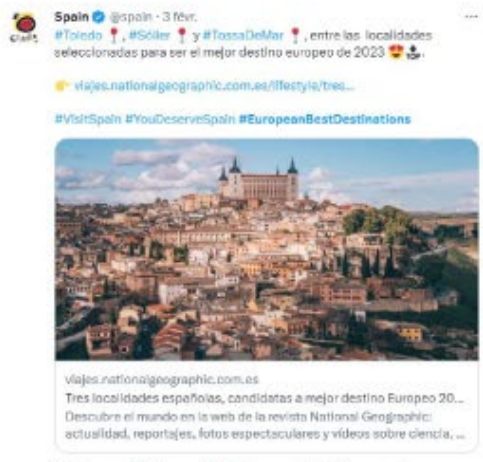 Spain @spain · 3 févr.
#Toledo 📍, #Sóller 📍 y #TossaDeMar 📍, entre las localidades
seleccionadas para ser el mejor destino europeo de 2023 😍🔝.
👉 viajes.nationalgeographic.com.es/lifestyle/tres...
#VisitSpain #YouDeserveSpain #EuropeanBestDestinations
viajes.nationalgeographic.com.es
Tres localidades españolas, candidatas a mejor destino Europeo 20...
Descubre el mundo en la web de la revista National Geographic:
actualidad, reportajes, fotos espectaculares y vídeos sobre ciencia, ...